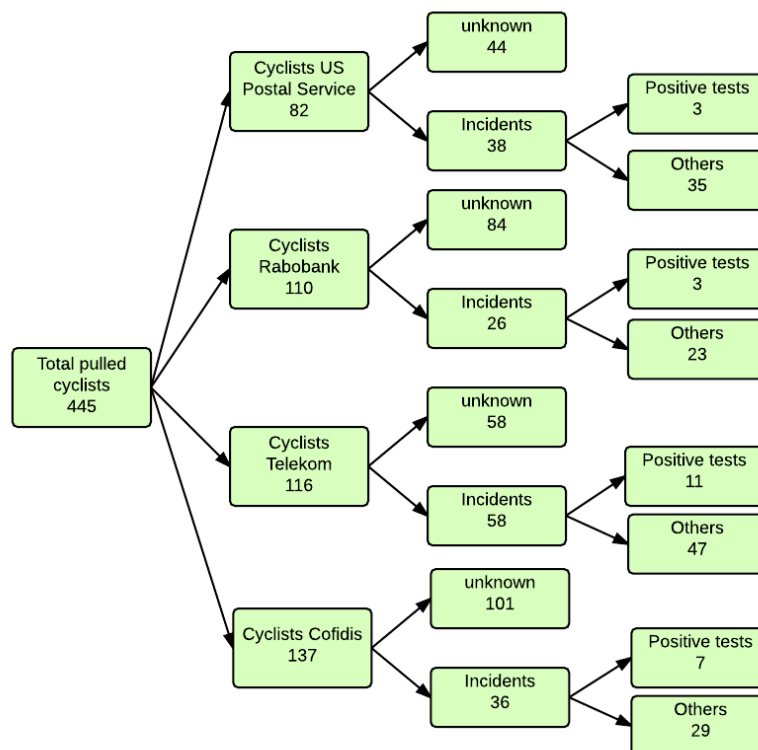 Total pulled
cyclists
445
Cyclists US
Postal Service
82
unknown
44
Incidents
38
Positive tests
3
Others
35
Cyclists
Rabobank
110
unknown
84
Incidents
26
Positive tests
3
Others
23
Cyclists
Telekom
116
unknown
58
Incidents
58
Positive tests
11
Others
47
Cyclists Cofidis
137
unknown
101
Incidents
36
Positive tests
7
Others
29